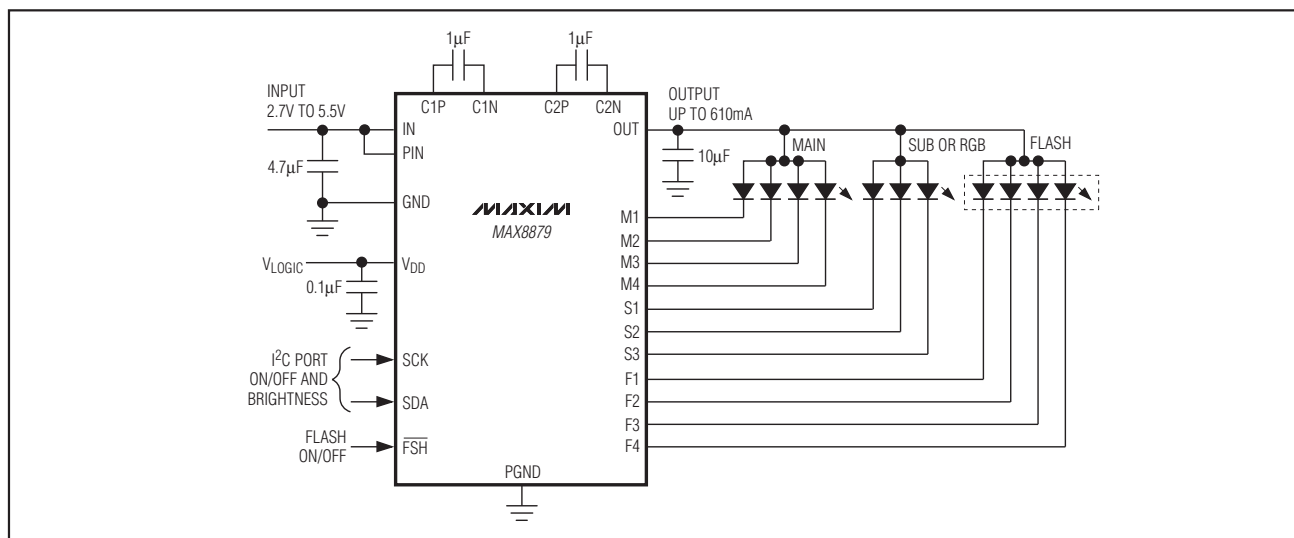 1µF
1µF
INPUT
2.7V TO 5.5V
C1P
C1N
C2P
C2N
OUTPUT
UP TO 610mA
IN
OUT
PIN
4.7µF
10µF
MAIN
SUB OR RGB
FLASH
GND
MAXIM
MAX8879
M1
M2
M3
M4
VLOGIC
VDD
0.1µF
S1
S2
S3
I²C PORT
ON/OFF AND
BRIGHTNESS
SCK
SDA
F1
F2
F3
F4
FLASH
ON/OFF
FSH
PGND